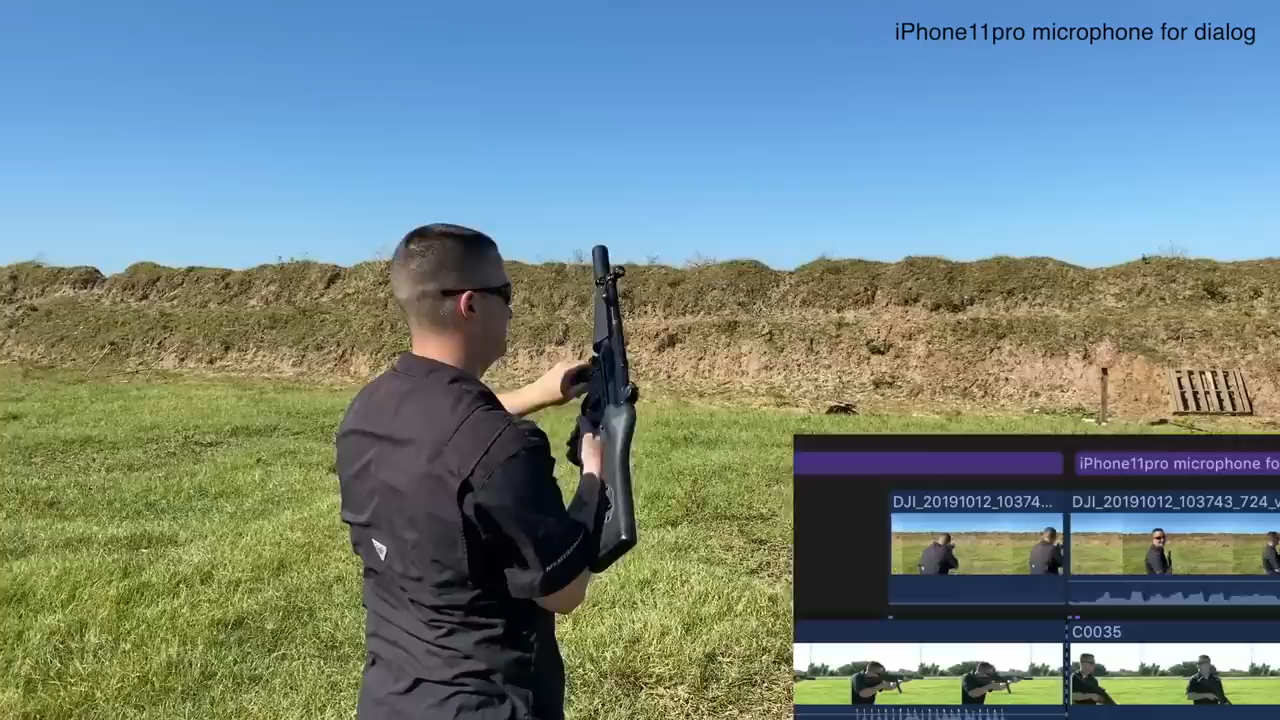 iPhone11pro microphone for dialog
iPhone11pro microphone fo
DJI_20191012_10374... DJI_20191012_103743_724_v
C0035